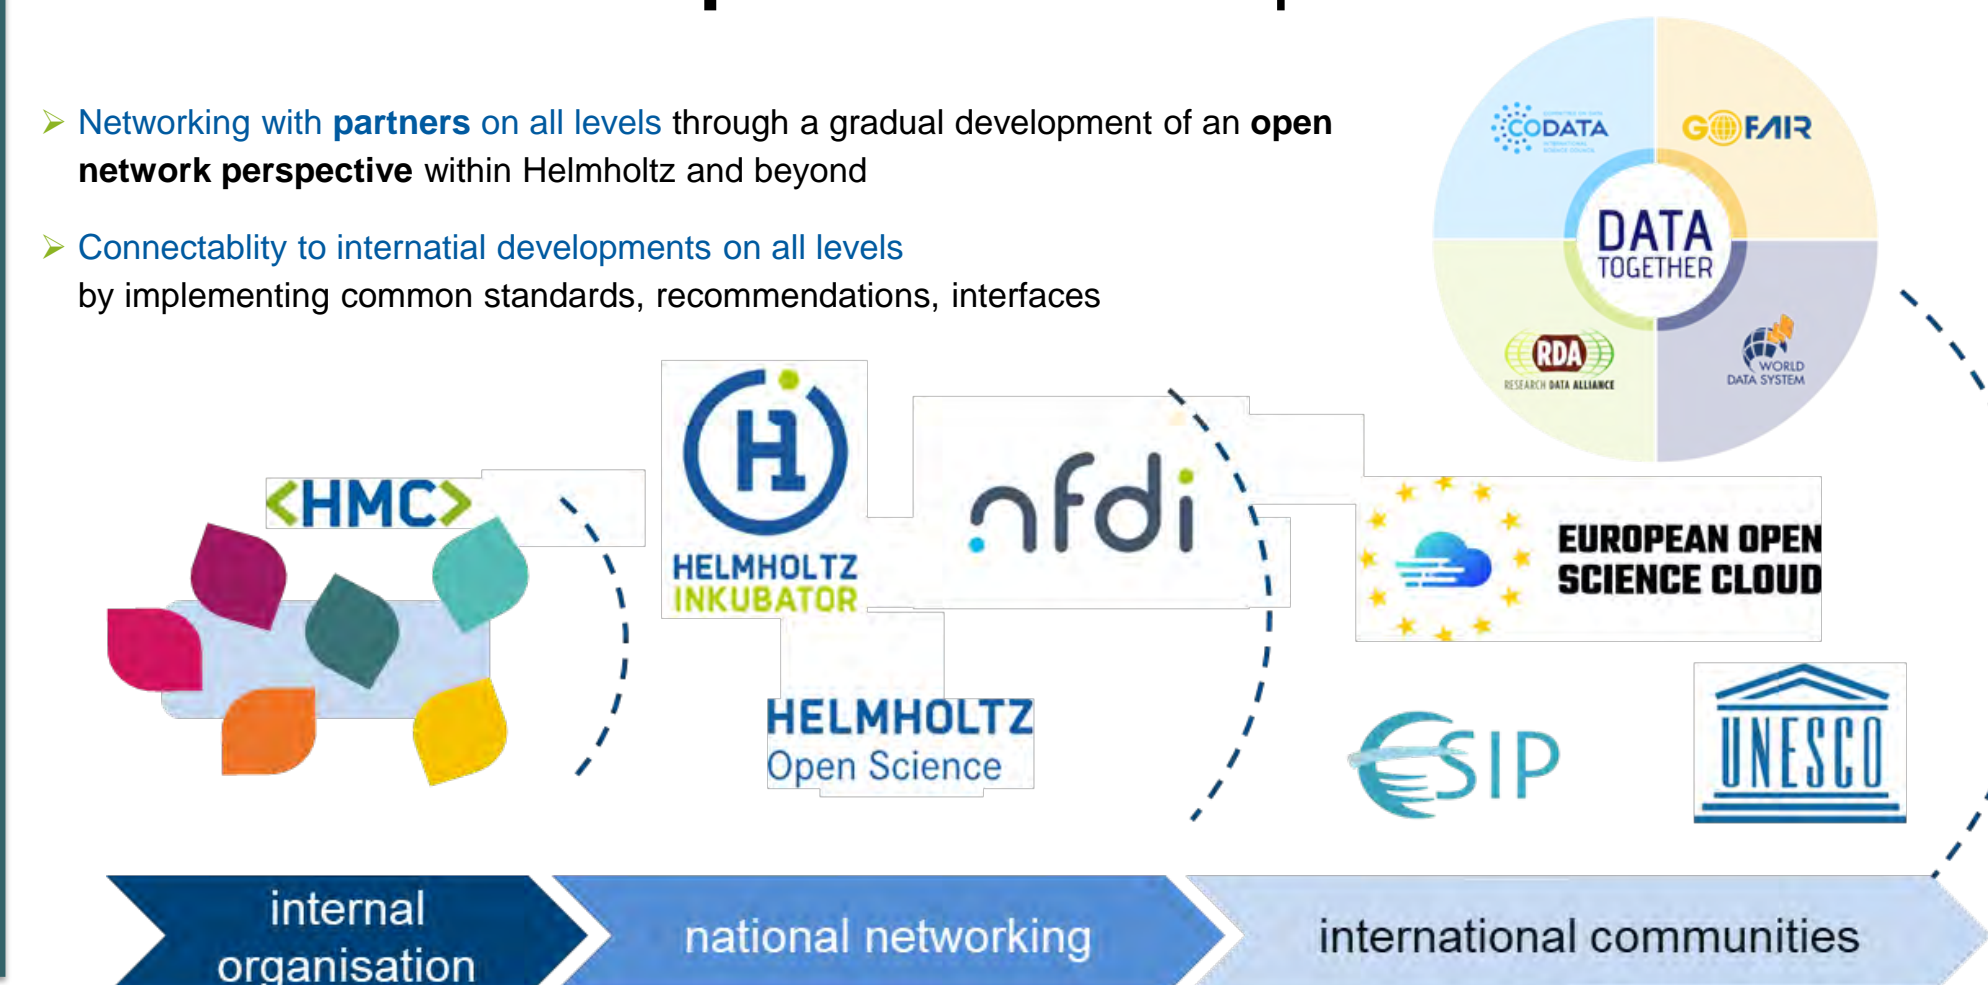 Networking with partners on all levels through a gradual development of an open
network perspective within Helmholtz and beyond
Connectablity to internatial developments on all levels
by implementing common standards, recommendations, interfaces
CODATA
GO FAIR
DATA
TOGETHER
RDA
RESEARCH DATA ALLIANCE
WORLD
DATA SYSTEM
<HMC>
H
HELMHOLTZ
INKUBATOR
nfdi
EUROPEAN OPEN
SCIENCE CLOUD
HELMHOLTZ
Open Science
ESIP
UNESCO
internal
organisation
national networking
international communities